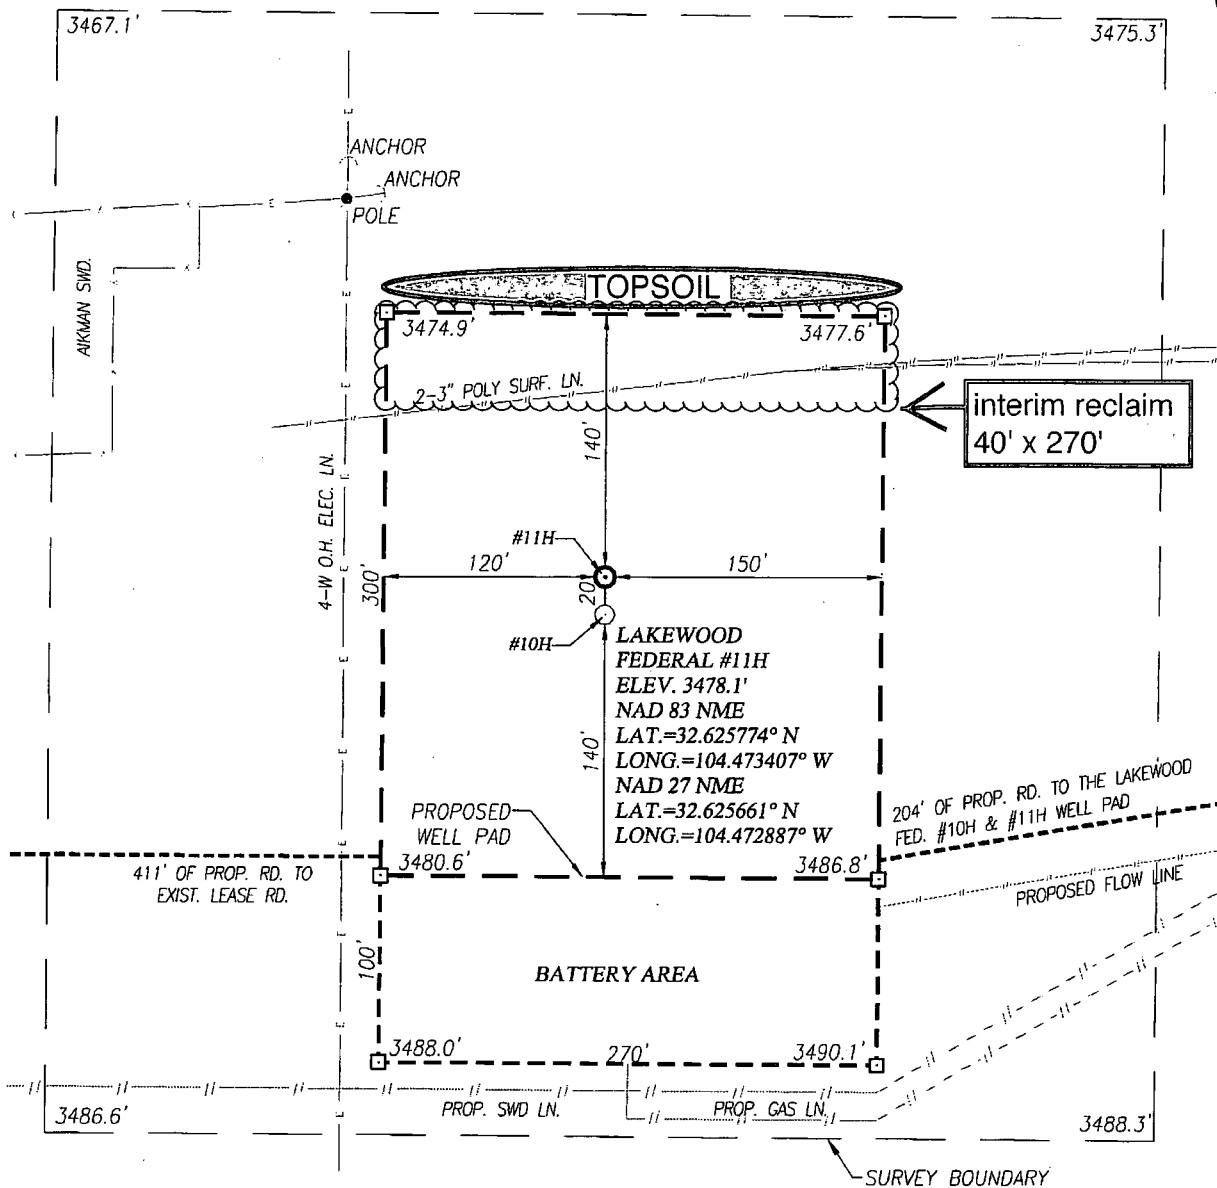 3467.1'
3475.3'
ANCHOR
ANCHOR
POLE
AIKMAN SWD.
TOPSOIL
3474.9'
3477.6'
2-3" POLY SURF. LN.
interim reclaim
40' x 270'
140'
4-W O.H. ELEC. LN.
300'
#11H
120'
150'
20'
#10H
LAKEWOOD
FEDERAL #11H
ELEV. 3478.1'
NAD 83 NME
LAT.=32.625774° N
LONG.=104.473407° W
NAD 27 NME
LAT.=32.625661° N
LONG.=104.472887° W
140'
PROPOSED
WELL PAD
204' OF PROP. RD. TO THE LAKEWOOD
FED. #10H & #11H WELL PAD
3480.6'
3486.8'
411' OF PROP. RD. TO
EXIST. LEASE RD.
PROPOSED FLOW LINE
100'
BATTERY AREA
3488.0'
270'
3490.1'
PROP. SWD LN.
PROP. GAS LN.
3486.6'
3488.3'
SURVEY BOUNDARY